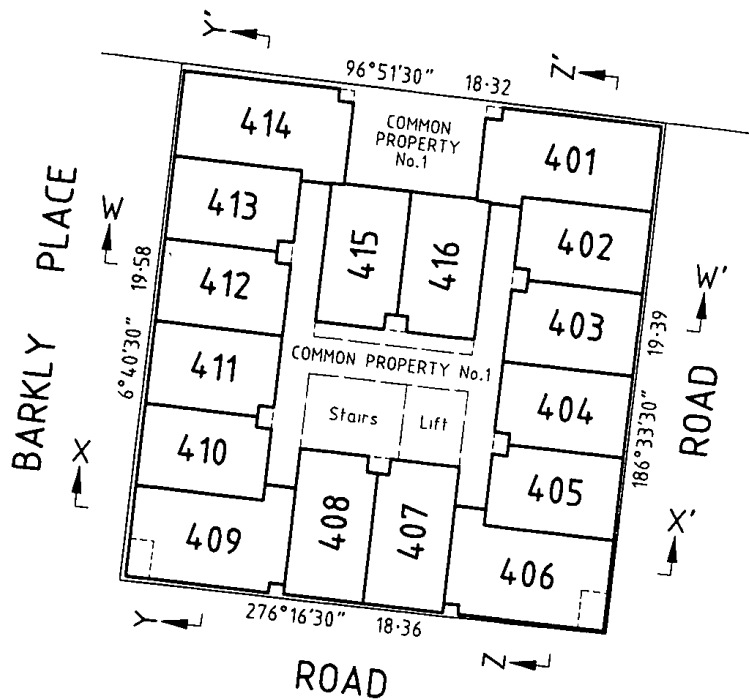 Y'
96°51'30" 18·32
Z'
414
COMMON
PROPERTY
No.1
401
413
402
W
415
416
412
W'
403
19·58
19·39
BARKLY PLACE
6°40'30"
411
COMMON PROPERTY No.1
404
ROAD
186°33'30"
Stairs
Lift
X
410
405
X'
409
408
407
406
Y
276°16'30" 18·36
Z
ROAD